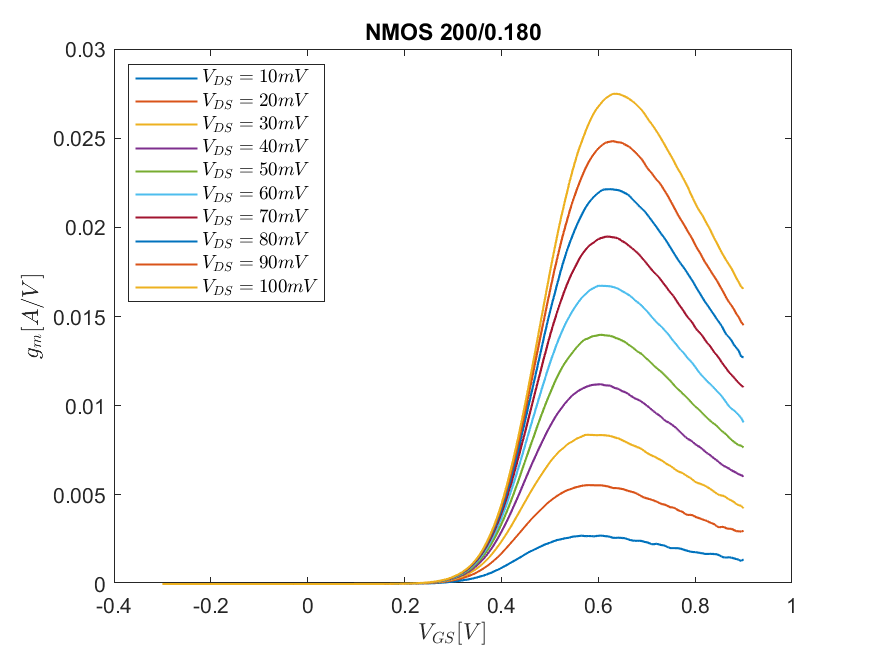 NMOS 200/0.180
0.03
0.025
0.02
0.015
0.01
0.005
0
g_m[A/V]
V_DS = 10mV
V_DS = 20mV
V_DS = 30mV
V_DS = 40mV
V_DS = 50mV
V_DS = 60mV
V_DS = 70mV
V_DS = 80mV
V_DS = 90mV
V_DS = 100mV
-0.4 -0.2 0 0.2 0.4 0.6 0.8 1
V_GS[V]